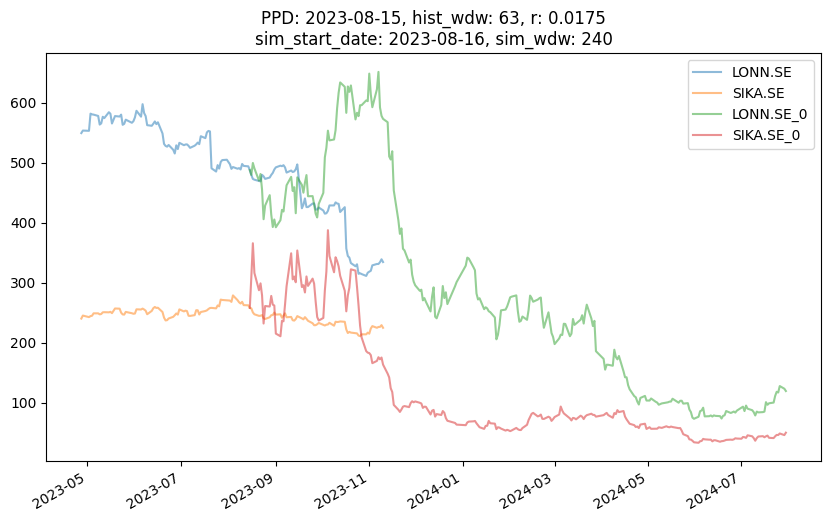 PPD: 2023-08-15, hist_wdw: 63, r: 0.0175
sim_start_date: 2023-08-16, sim_wdw: 240
LONN.SE
SIKA.SE
LONN.SE_0
SIKA.SE_0
600
500
400
300
200
100
2023-05
2023-07
2023-09
2023-11
2024-01
2024-03
2024-05
2024-07